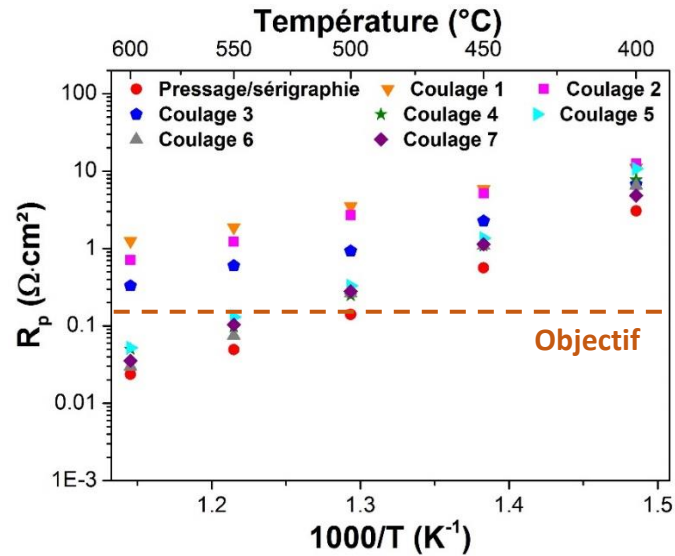 Température (°C)
600 550 500 450 400
100
Pressage/sérigraphie Coulage 1 Coulage 2
Coulage 3 Coulage 4 Coulage 5
Coulage 6 Coulage 7
10
1
0.1
Objectif
0.01
1E-3
Rp (Ω·cm²)
1.2 1.3 1.4 1.5
1000/T (K⁻¹)